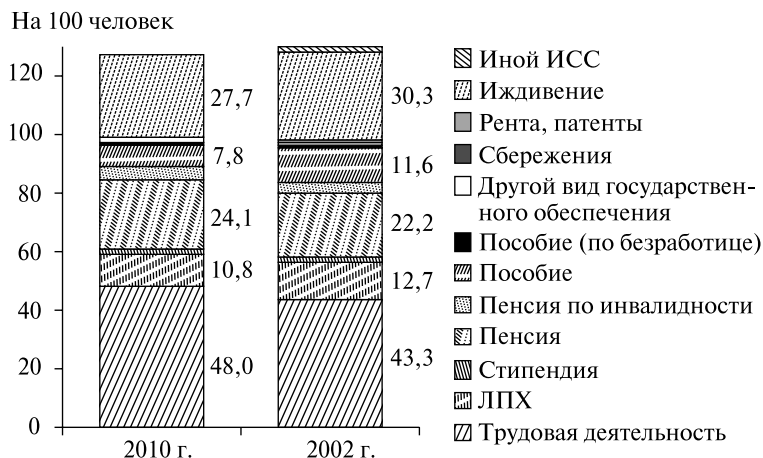 На 100 человек
120
100
80
60
40
20
0
27,7
7,8
24,1
10,8
48,0
30,3
11,6
22,2
12,7
43,3
2010 г.
2002 г.
Иной ИСС
Иждивение
Рента, патенты
Сбережения
Другой вид государствен-
ного обеспечения
Пособие (по безработице)
Пособие
Пенсия по инвалидности
Пенсия
Стипендия
ЛПХ
Трудовая деятельность